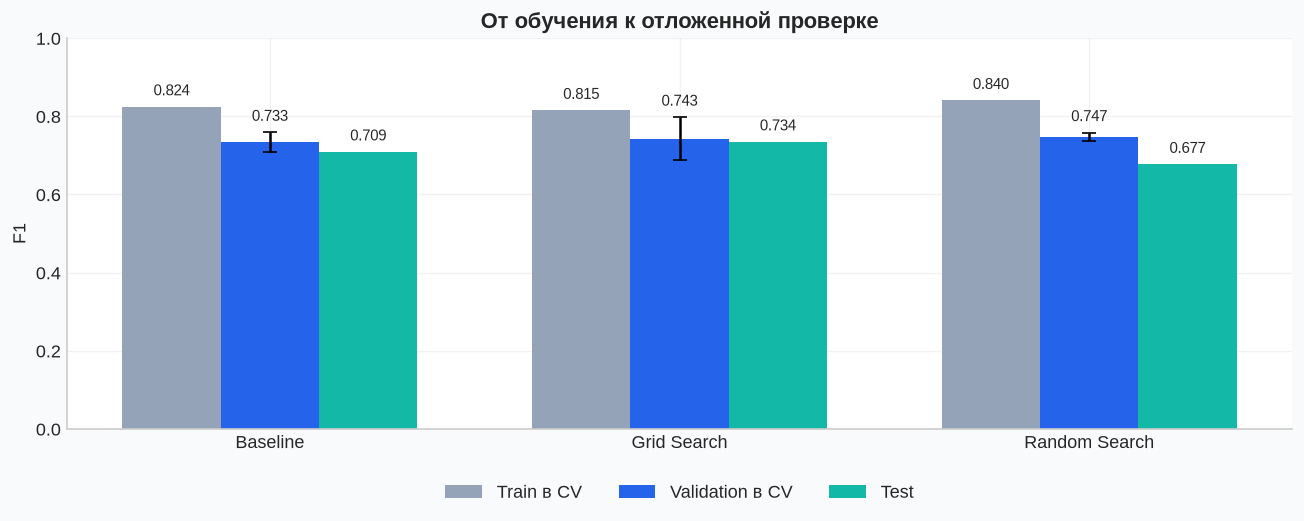 От обучения к отложенной проверке
1.0
0.8
0.6
0.4
0.2
0.0
F1
0.824
0.733
0.709
0.815
0.743
0.734
0.840
0.747
0.677
Baseline
Grid Search
Random Search
Train в CV
Validation в CV
Test